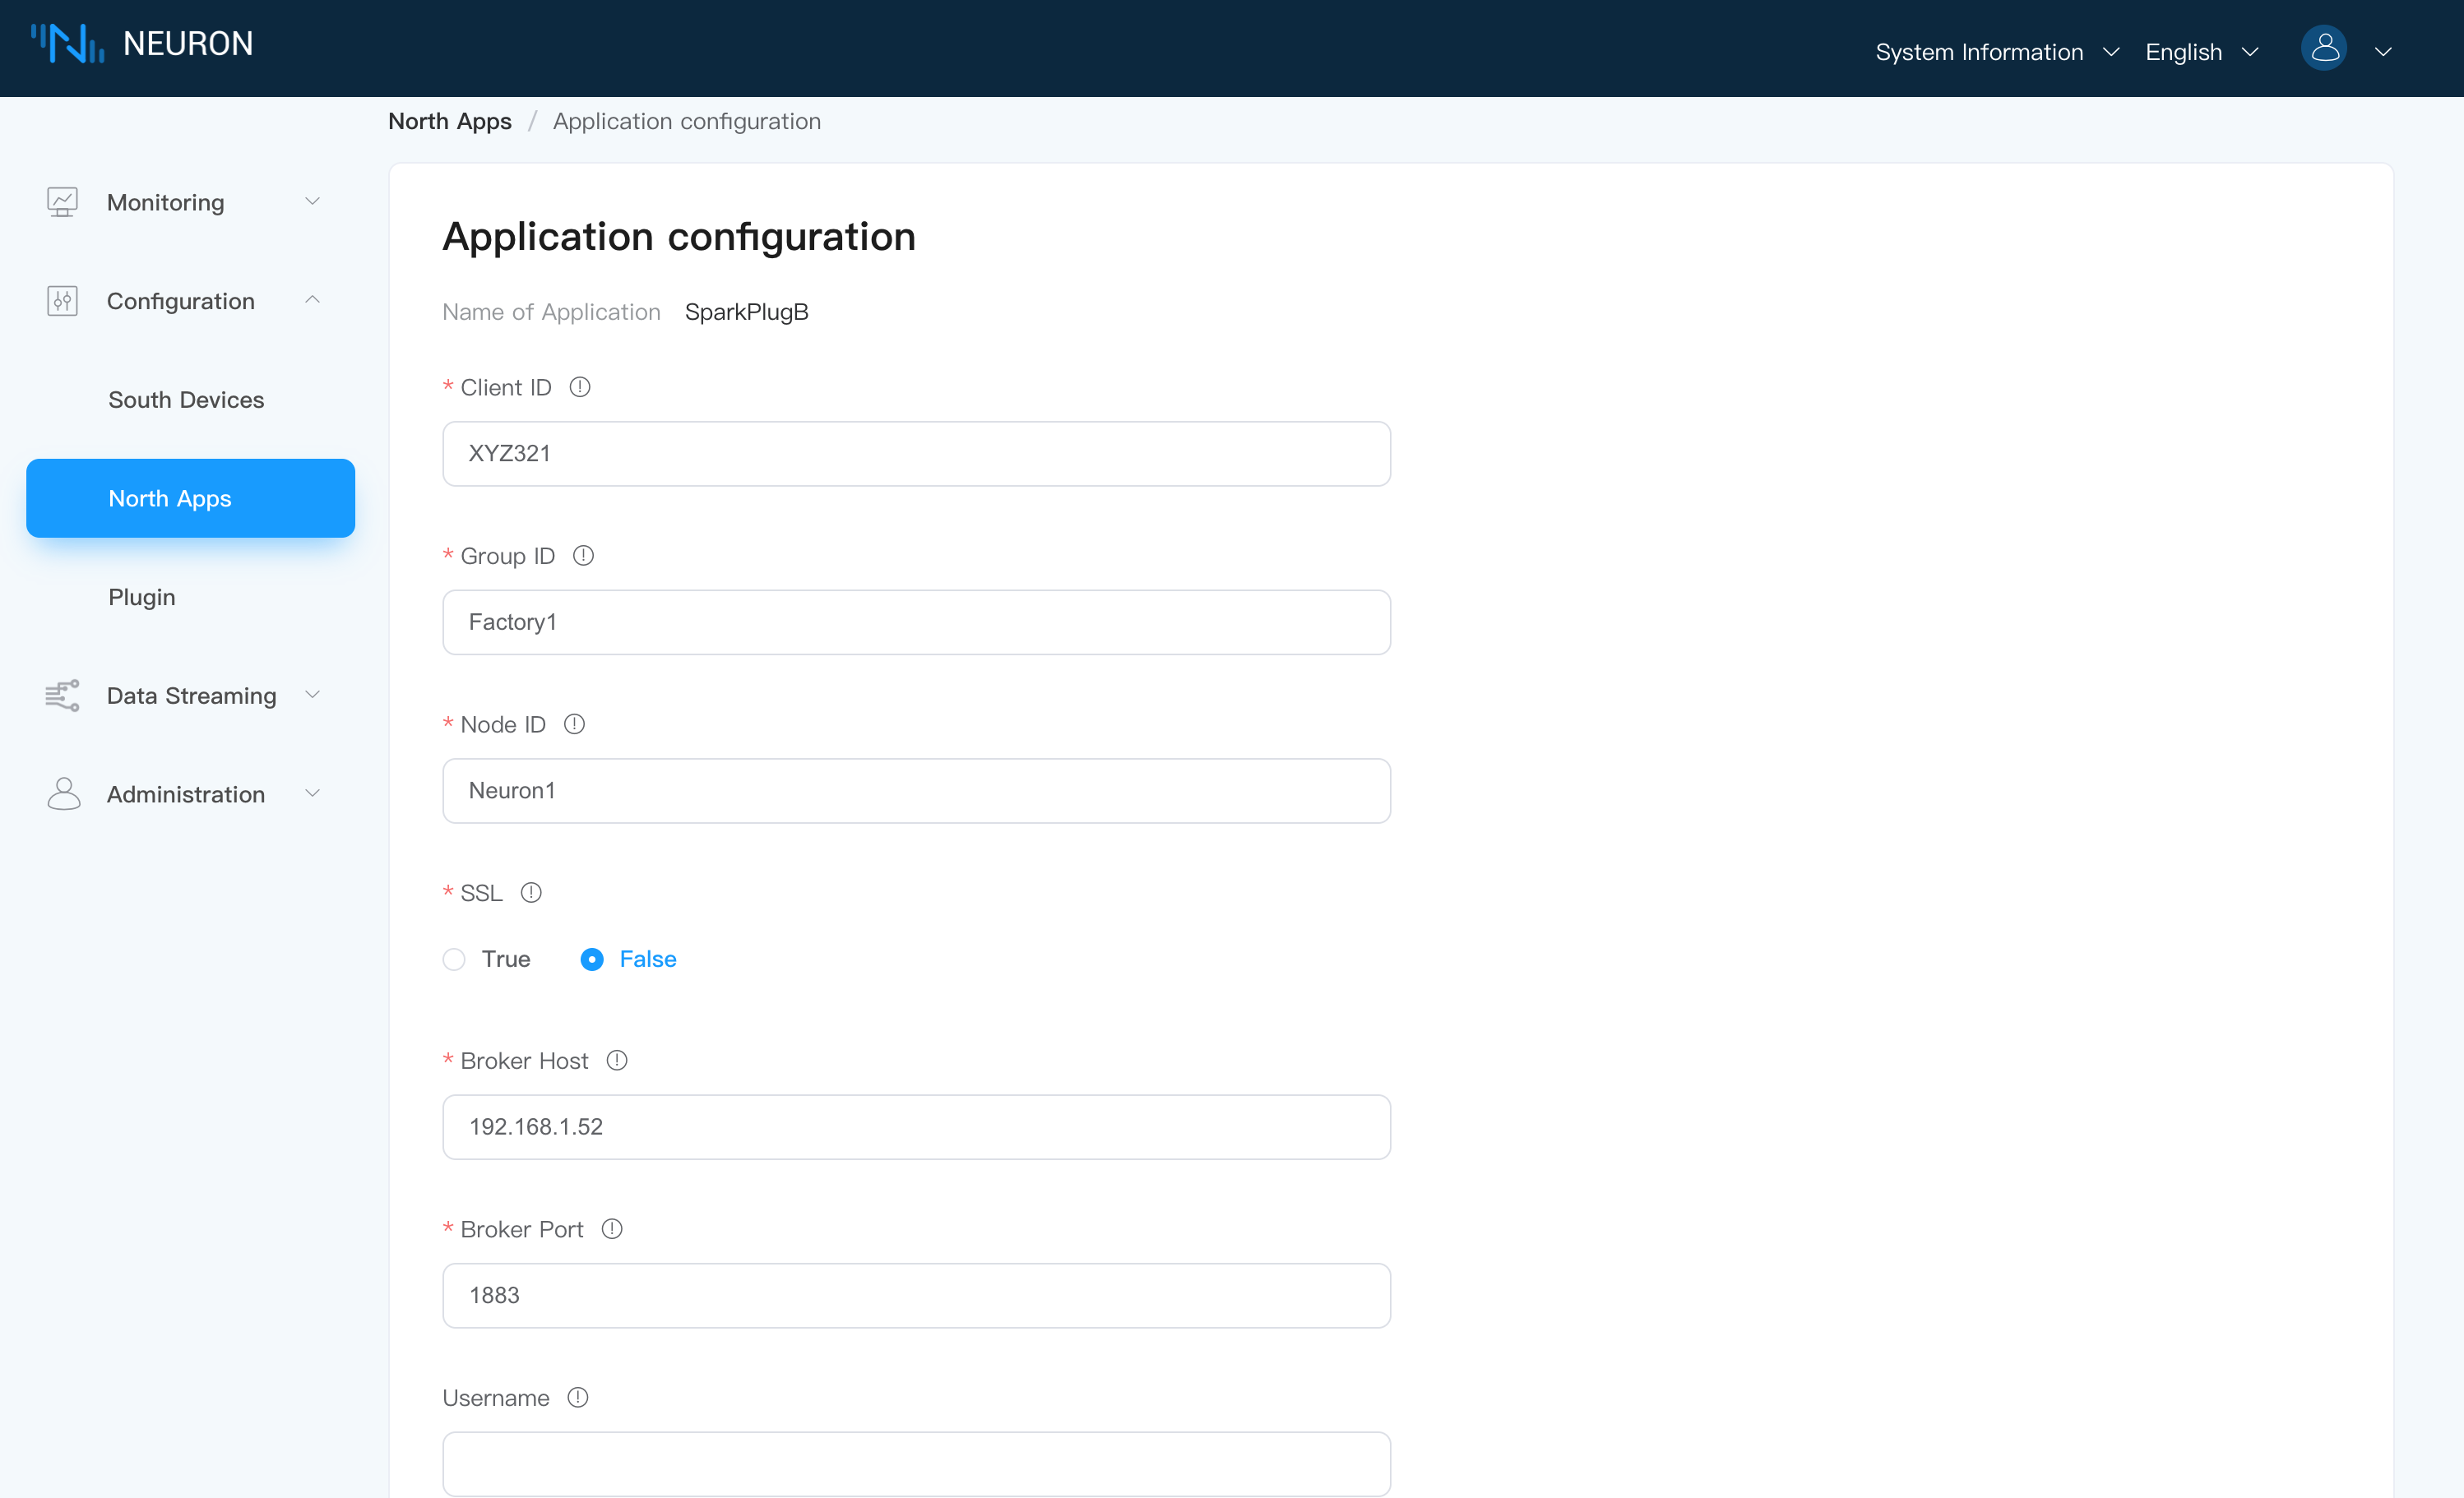 NEURON
System Information English
North Apps / Application configuration
Monitoring
Configuration
South Devices
North Apps
Plugin
Data Streaming
Administration
Application configuration
Name of Application SparkPlugB
* Client ID
XYZ321
* Group ID
Factory1
* Node ID
Neuron1
* SSL
True False
* Broker Host
192.168.1.52
* Broker Port
1883
Username